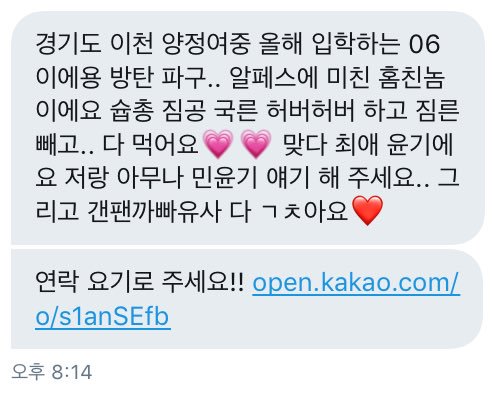 경기도 이천 양정여중 올해 입학하는 06
이에용 방탄 파구.. 알페스에 미친 홈친놈
이에요 슙총 짐공 국른 허버허버 하고 짐른
빼고.. 다 먹어요💗 💗 맞다 최애 윤기에
요 저랑 아무나 민윤기 얘기 해 주세요.. 그
리고 갠팬까빠유사 다 ㄱㅊ아요❤️
연락 요기로 주세요!! open.kakao.com/
o/s1anSEfb
오후 8:14